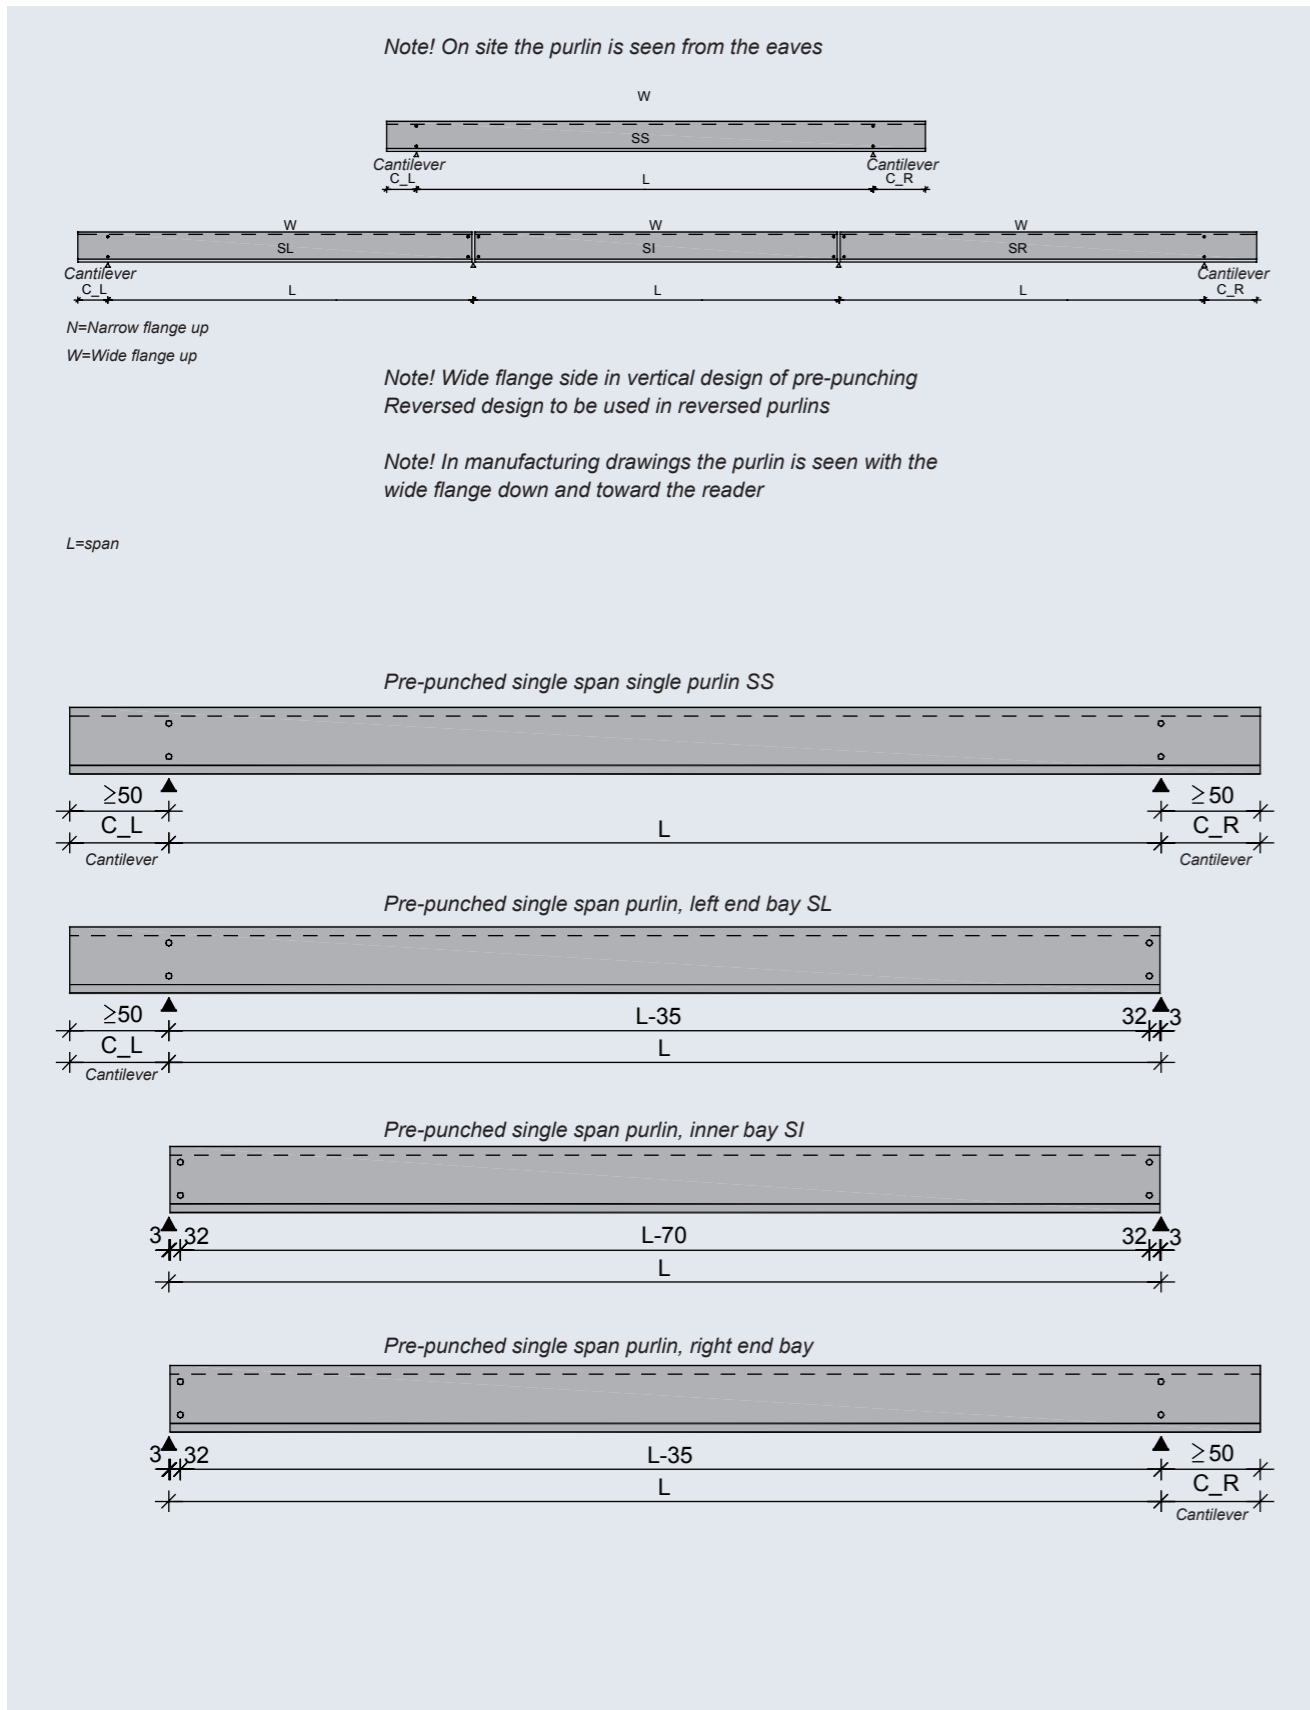 Note! On site the purlin is seen from the eaves
W
SS
Cantilever Cantilever
C_L L C_R
W W W
SL SI SR
Cantilever Cantilever
C_L L L L C_R
N=Narrow flange up
W=Wide flange up
Note! Wide flange side in vertical design of pre-punching
Reversed design to be used in reversed purlins
Note! In manufacturing drawings the purlin is seen with the
wide flange down and toward the reader
L=span
Pre-punched single span single purlin SS
≥50 ≥50
C_L L C_R
Cantilever Cantilever
Pre-punched single span purlin, left end bay SL
≥50 L-35 32 3
C_L L
Cantilever
Pre-punched single span purlin, inner bay SI
3 32 L-70 32 3
L
Pre-punched single span purlin, right end bay
3 32 L-35 ≥50
L C_R
Cantilever